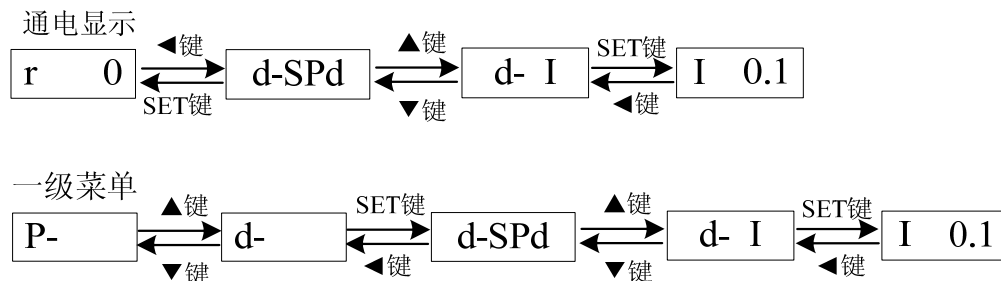 通电显示
◀键 ▲键 SET键
r 0 d-SPd d- I I 0.1
SET键 ▼键 ◀键
一级菜单
▲键 SET键 ▲键 SET键
P- d- d-SPd d- I I 0.1
▼键 ◀键 ▼键 ◀键